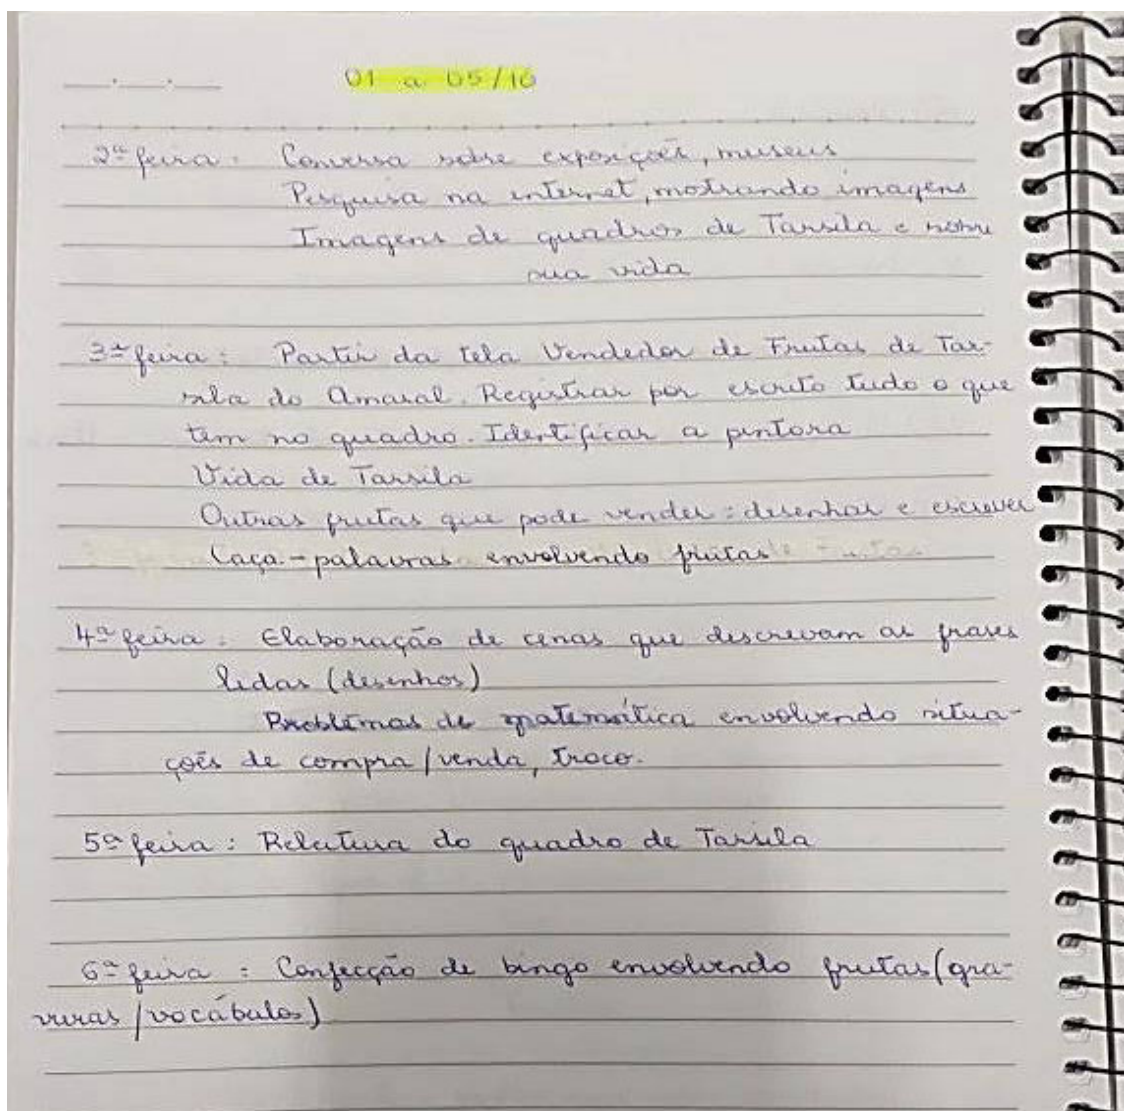 01 a 05/10
2ª feira: Conversa sobre exposições, museus
Pesquisa na internet, mostrando imagens
Imagens de quadros de Tarsila e sobre
sua vida
3ª feira: Partir da tela Vendedor de Frutas de Tar-
sila do Amaral. Registrar por escrito tudo o que
tem no quadro. Identificar a pintora
Vida de Tarsila
Outras frutas que pode vender: desenhar e escrever
Caça-palavras envolvendo frutas
4ª feira: Elaboração de cenas que descrevam as frases
lidas (desenhos)
Problemas de matemática envolvendo situa-
ções de compra/venda, troco.
5ª feira: Releitura do quadro de Tarsila
6ª feira: Confecção de bingo envolvendo frutas (gra-
vuras/vocábulos)